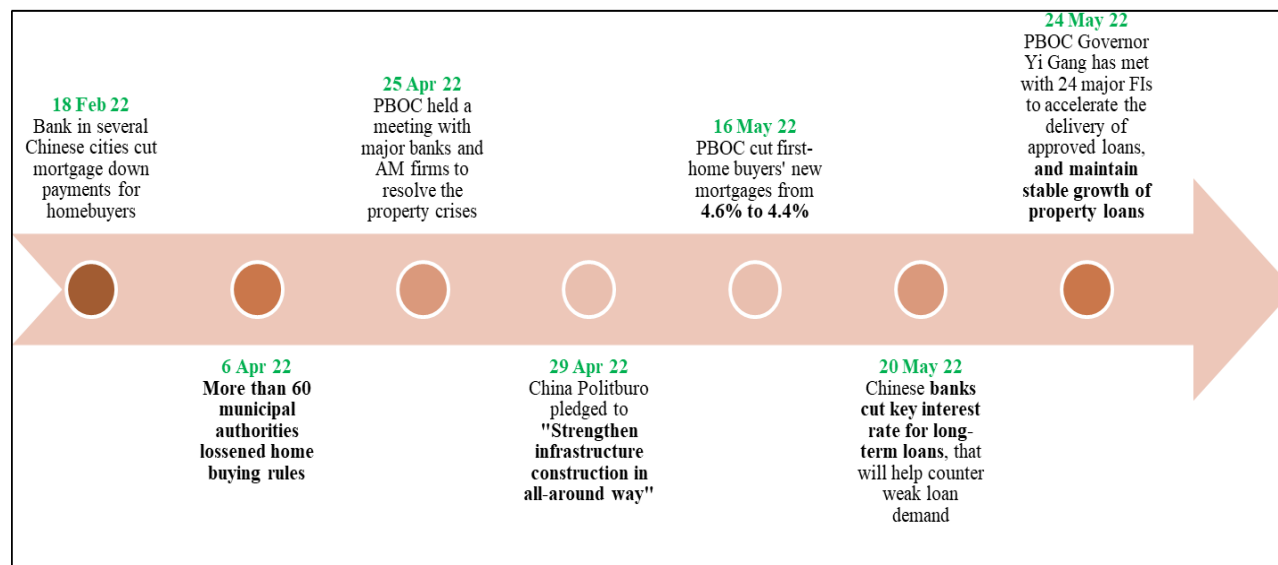 18 Feb 22
Bank in several
Chinese cities cut
mortgage down
payments for
homebuyers
6 Apr 22
More than 60
municipal
authorities
lossened home
buying rules
25 Apr 22
PBOC held a
meeting with
major banks and
AM firms to
resolve the
property crises
29 Apr 22
China Politburo
pledged to
"Strengthen
infrastructure
construction in
all-around way"
16 May 22
PBOC cut first-
home buyers' new
mortgages from
4.6% to 4.4%
20 May 22
Chinese banks
cut key interest
rate for long-
term loans, that
will help counter
weak loan
demand
24 May 22
PBOC Governor
Yi Gang has met
with 24 major FIs
to accelerate the
delivery of
approved loans,
and maintain
stable growth of
property loans